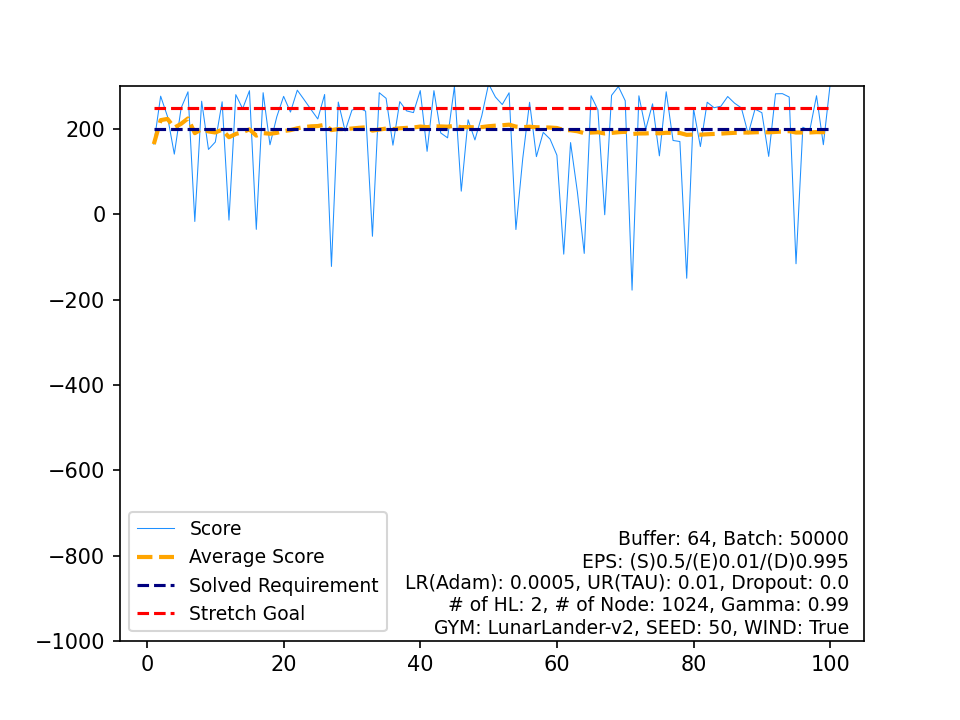 200
0
−200
−400
−600
−800
−1000
0
20
40
60
80
100
Score
Average Score
Solved Requirement
Stretch Goal
Buffer: 64, Batch: 50000
EPS: (S)0.5/(E)0.01/(D)0.995
LR(Adam): 0.0005, UR(TAU): 0.01, Dropout: 0.0
# of HL: 2, # of Node: 1024, Gamma: 0.99
GYM: LunarLander-v2, SEED: 50, WIND: True